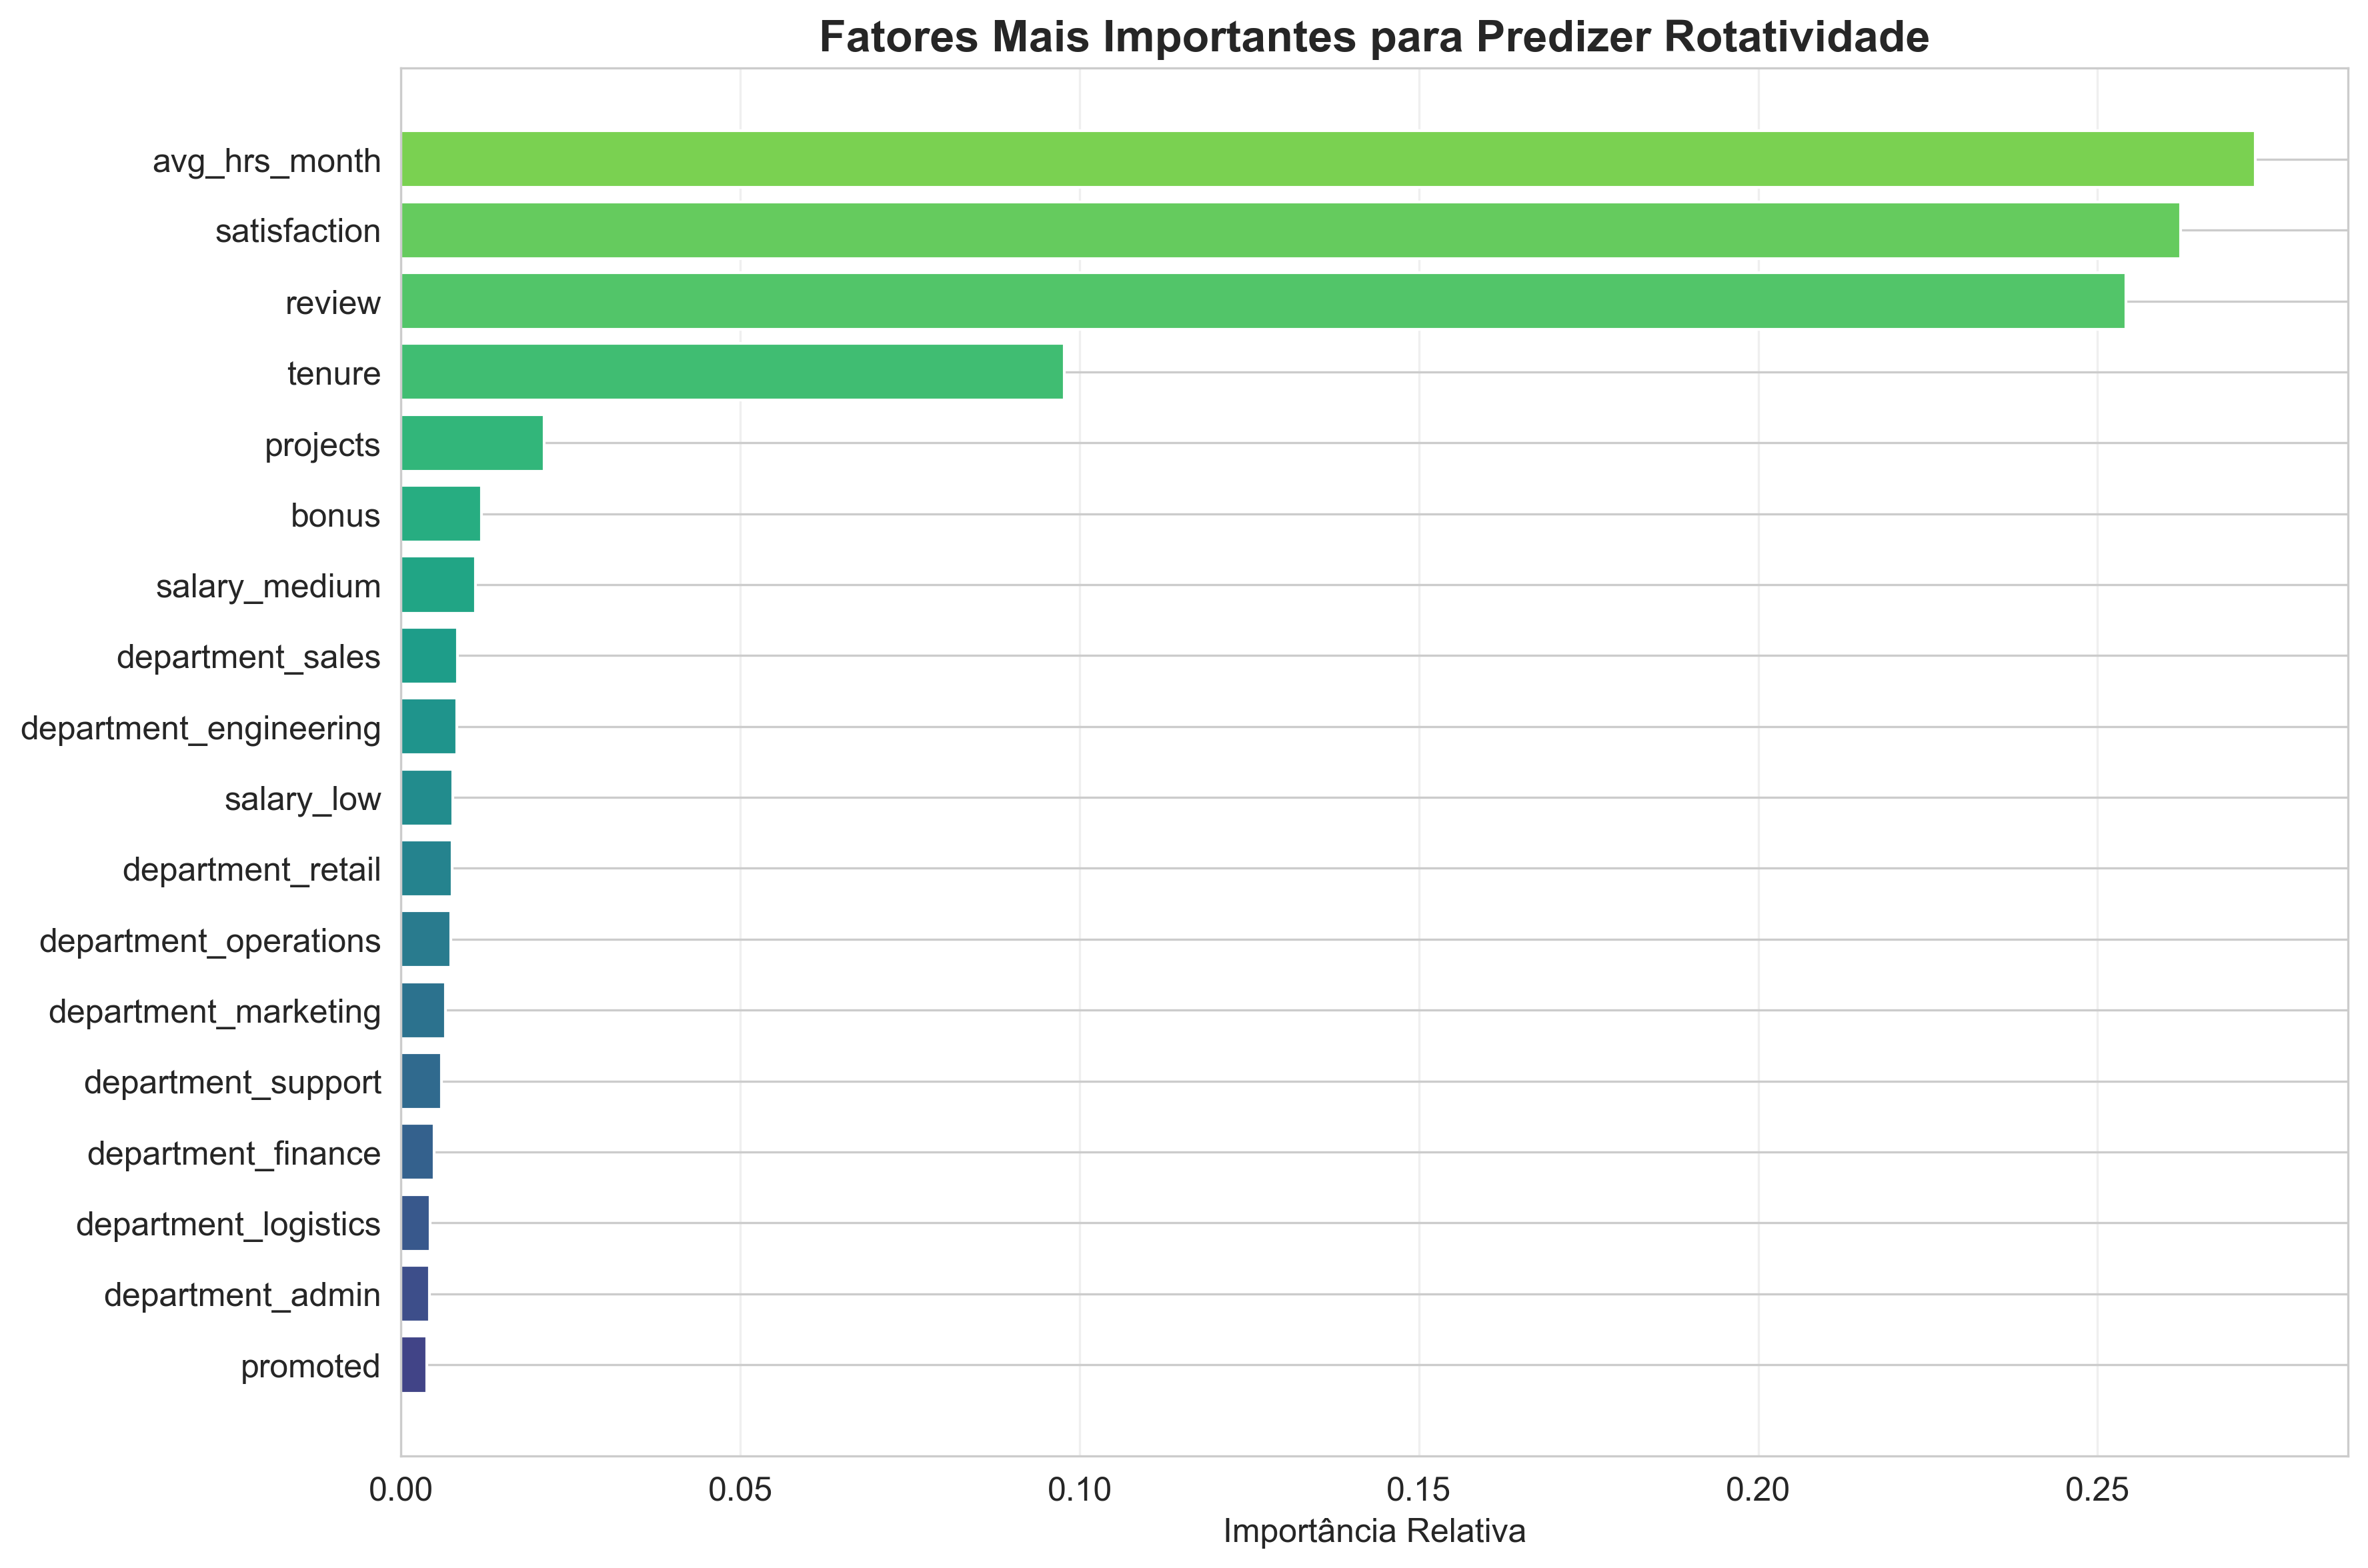 Fatores Mais Importantes para Predizer Rotatividade
avg_hrs_month
satisfaction
review
tenure
projects
bonus
salary_medium
department_sales
department_engineering
salary_low
department_retail
department_operations
department_marketing
department_support
department_finance
department_logistics
department_admin
promoted
0.00 0.05 0.10 0.15 0.20 0.25
Importância Relativa